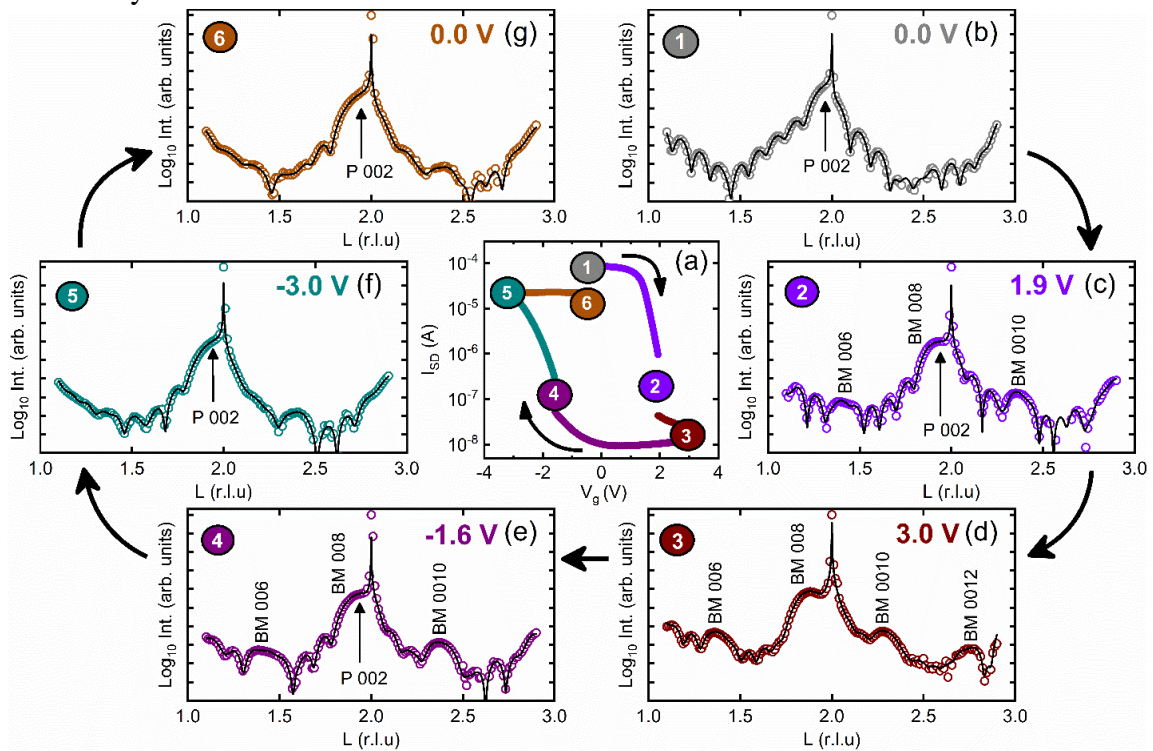 6
0.0 V (g)
Log10 Int. (arb. units)
P 002
1.0 1.5 2.0 2.5 3.0
L (r.l.u)
1
0.0 V (b)
Log10 Int. (arb. units)
P 002
1.0 1.5 2.0 2.5 3.0
L (r.l.u)
5
-3.0 V (f)
Log10 Int. (arb. units)
P 002
1.0 1.5 2.0 2.5 3.0
L (r.l.u)
(a)
10-4
10-5
10-6
10-7
10-8
ISD (A)
1
5
6
4
2
3
-4 -2 0 2 4
Vg (V)
2
1.9 V (c)
Log10 Int. (arb. units)
BM 006
BM 008
BM 0010
P 002
1.0 1.5 2.0 2.5 3.0
L (r.l.u)
4
-1.6 V (e)
Log10 Int. (arb. units)
BM 006
BM 008
BM 0010
P 002
1.0 1.5 2.0 2.5 3.0
L (r.l.u)
3
3.0 V (d)
Log10 Int. (arb. units)
BM 006
BM 008
BM 0010
BM 0012
1.0 1.5 2.0 2.5 3.0
L (r.l.u)